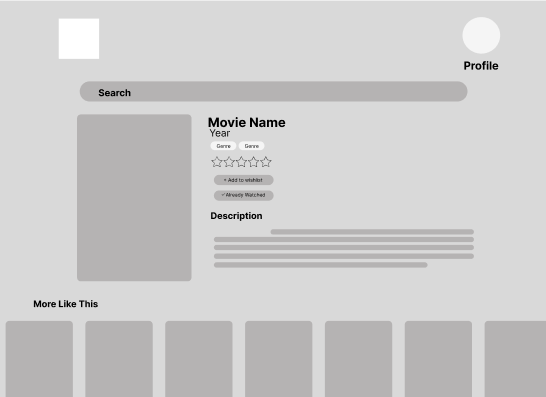 Profile
Search
Movie Name
Year
Genre Genre
+ Add to wishlist
✓ Already Watched
Description
More Like This